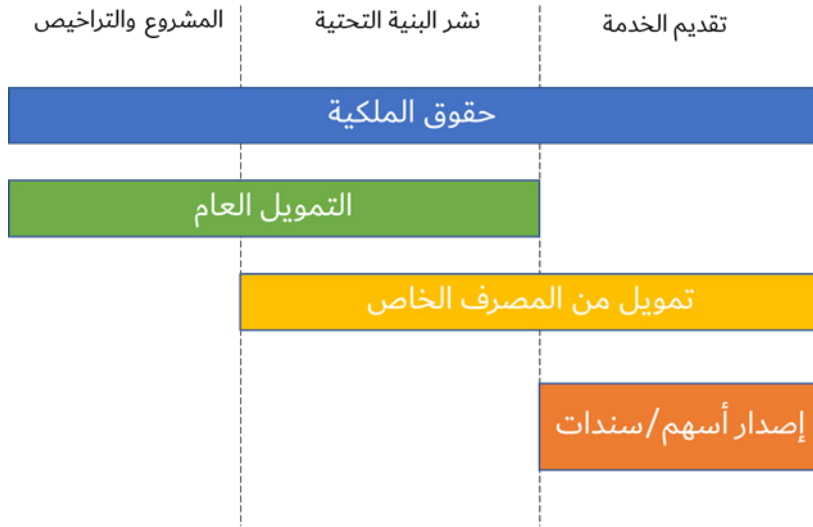 المشروع والتراخيص
نشر البنية التحتية
تقديم الخدمة
حقوق الملكية
التمويل العام
تمويل من المصرف الخاص
إصدار أسهم/سندات